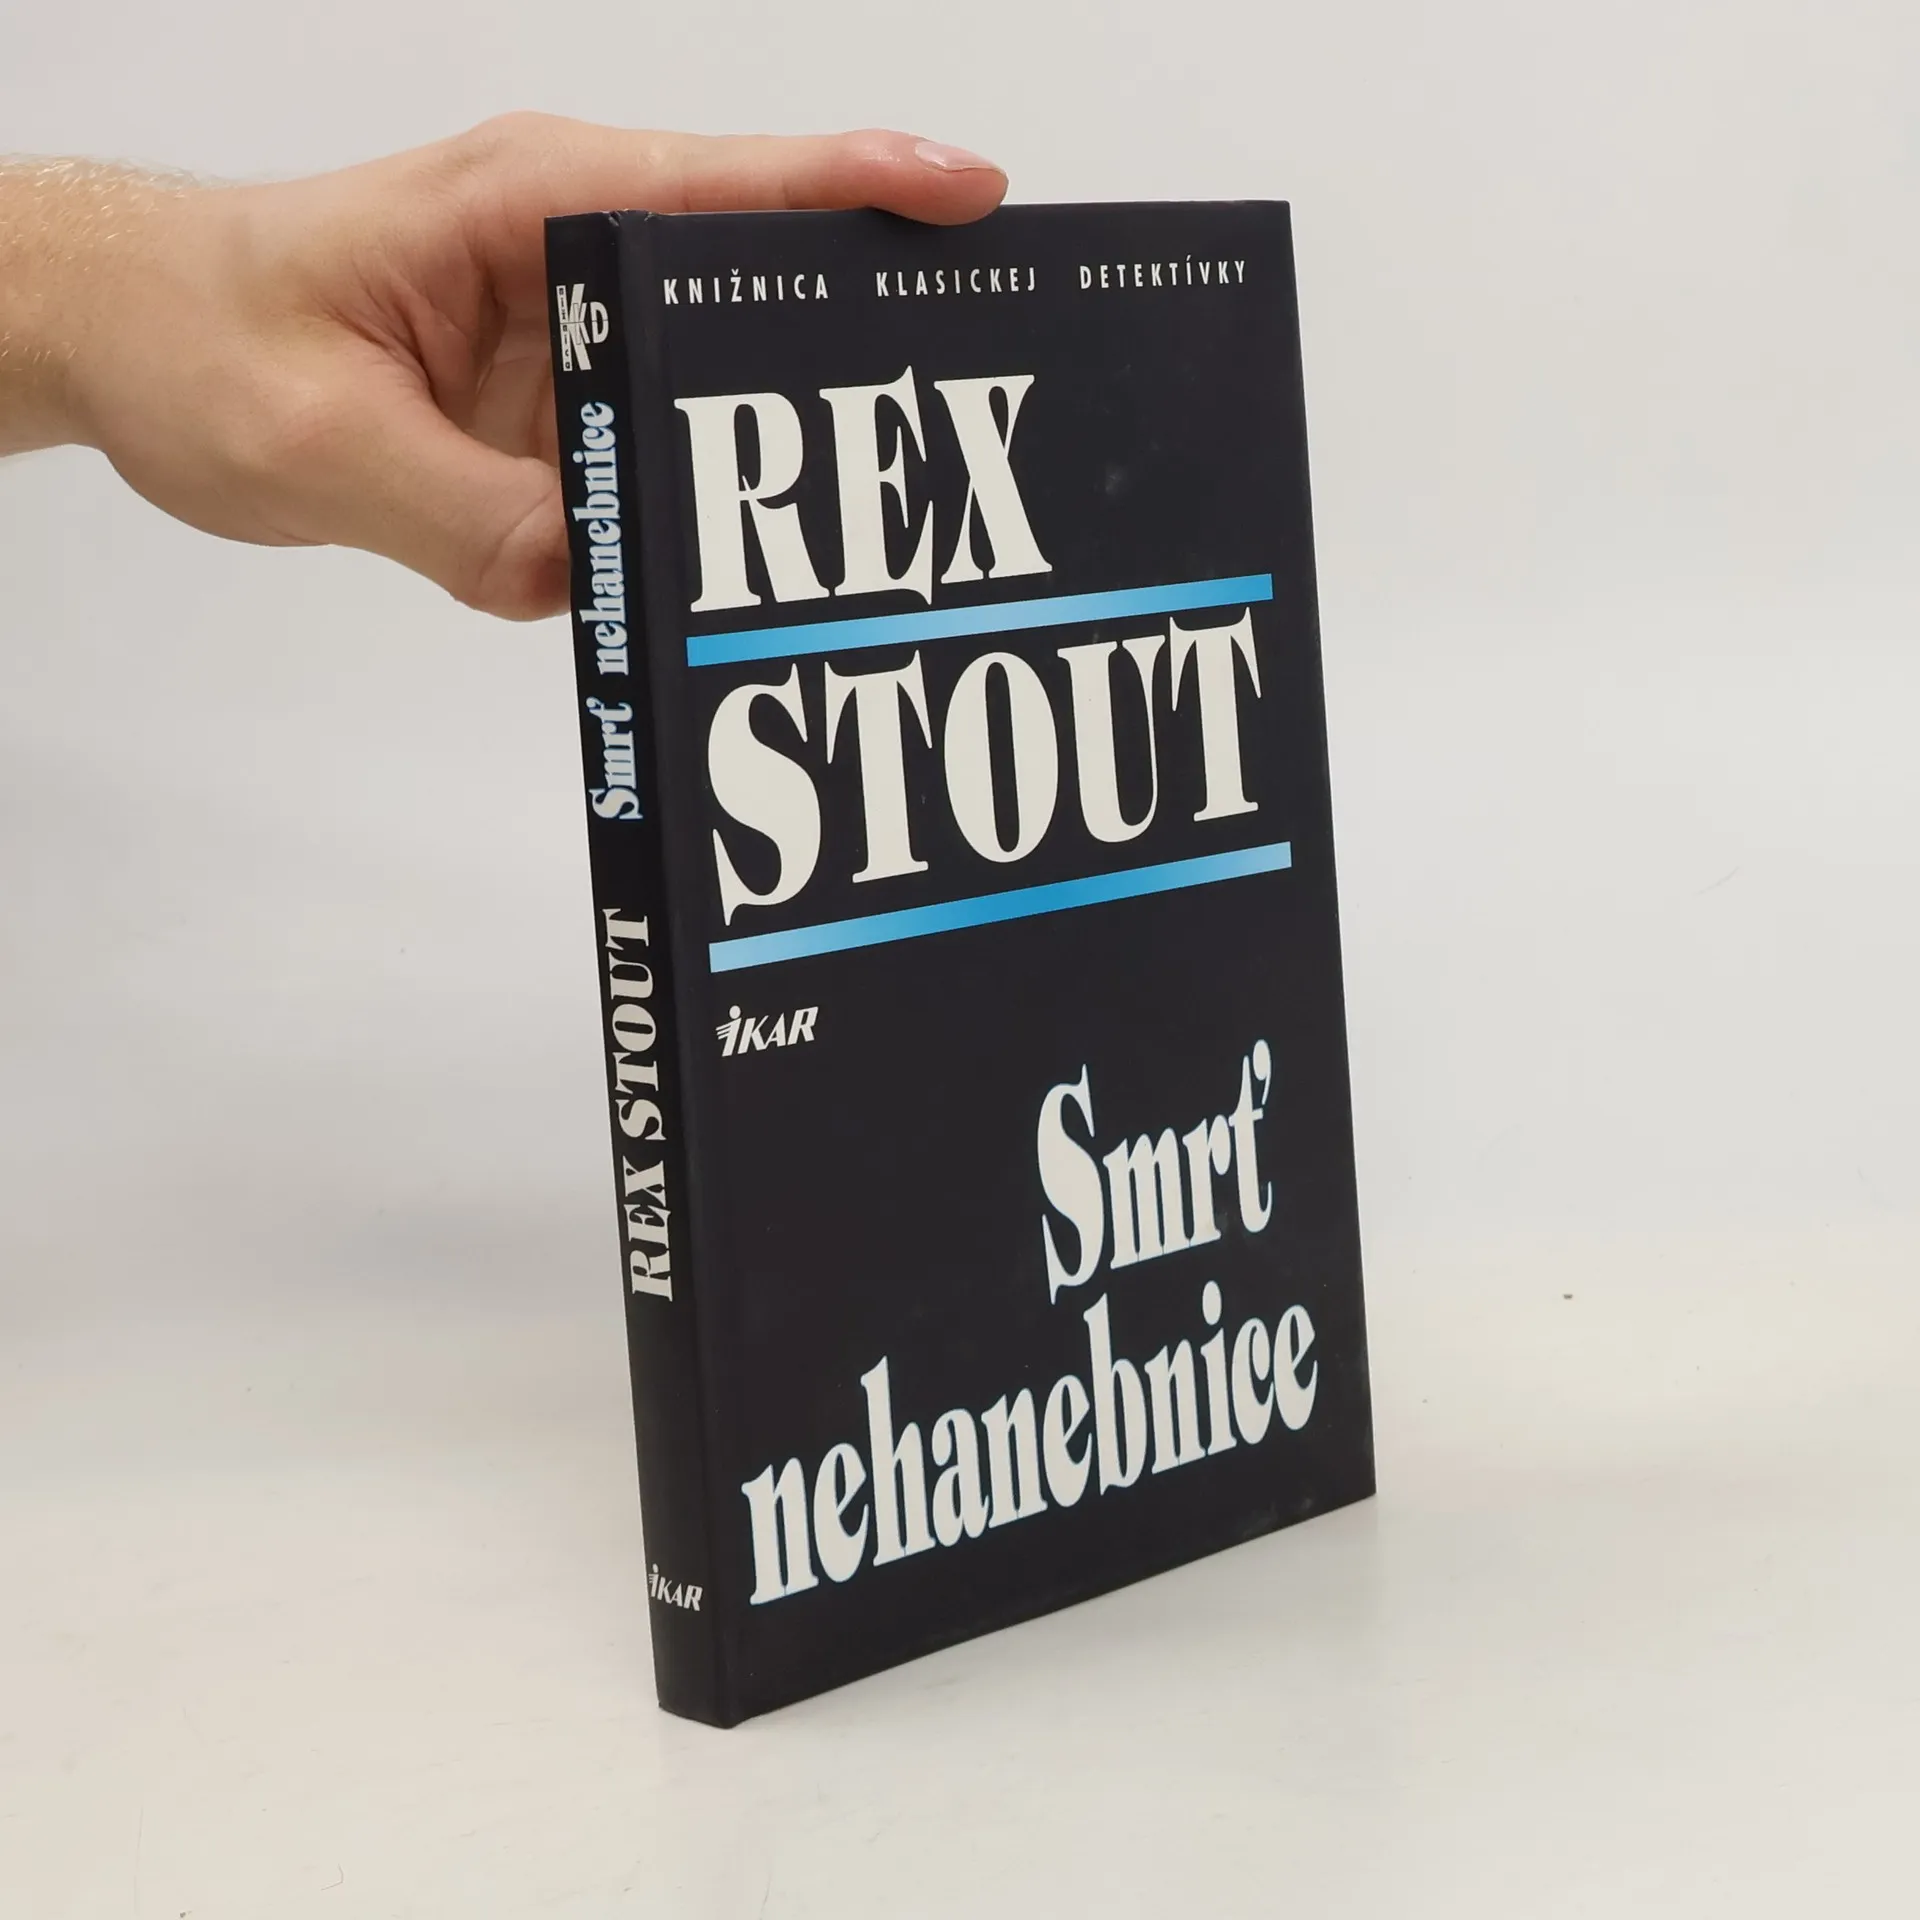 KNIŽNICA KLASICKEJ DETEKTÍVKY
REX
STOUT
IKAR
Smrť
nehanebnice
KKD
REX STOUT Smrť nehanebnice
IKAR